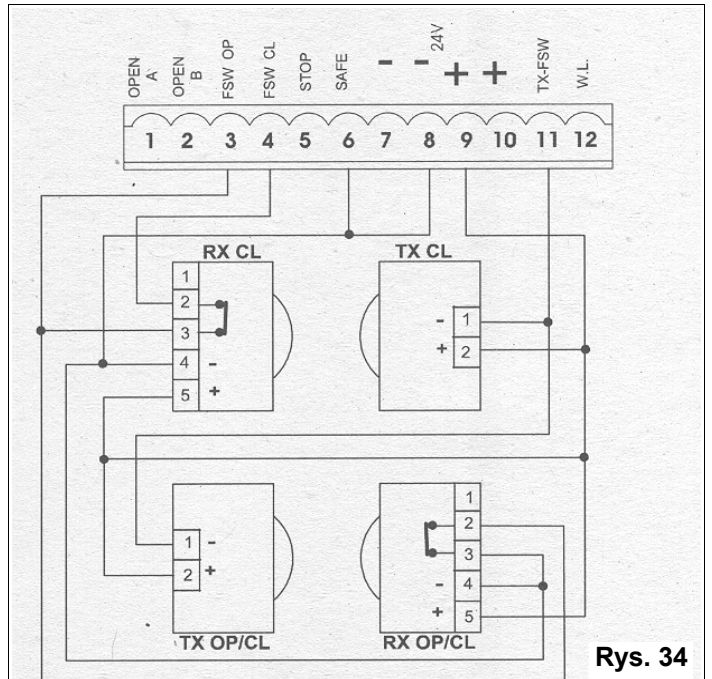 OPEN A
OPEN B
FSW OP
FSW CL
STOP
SAFE
-
- 24V
+
+
TX-FSW
W.L.
1 2 3 4 5 6 7 8 9 10 11 12
RX CL
1
2
3
4 -
5 +
TX CL
- 1
+ 2
1 -
2 +
TX OP/CL
1
2
3
- 4
+ 5
RX OP/CL
Rys. 34